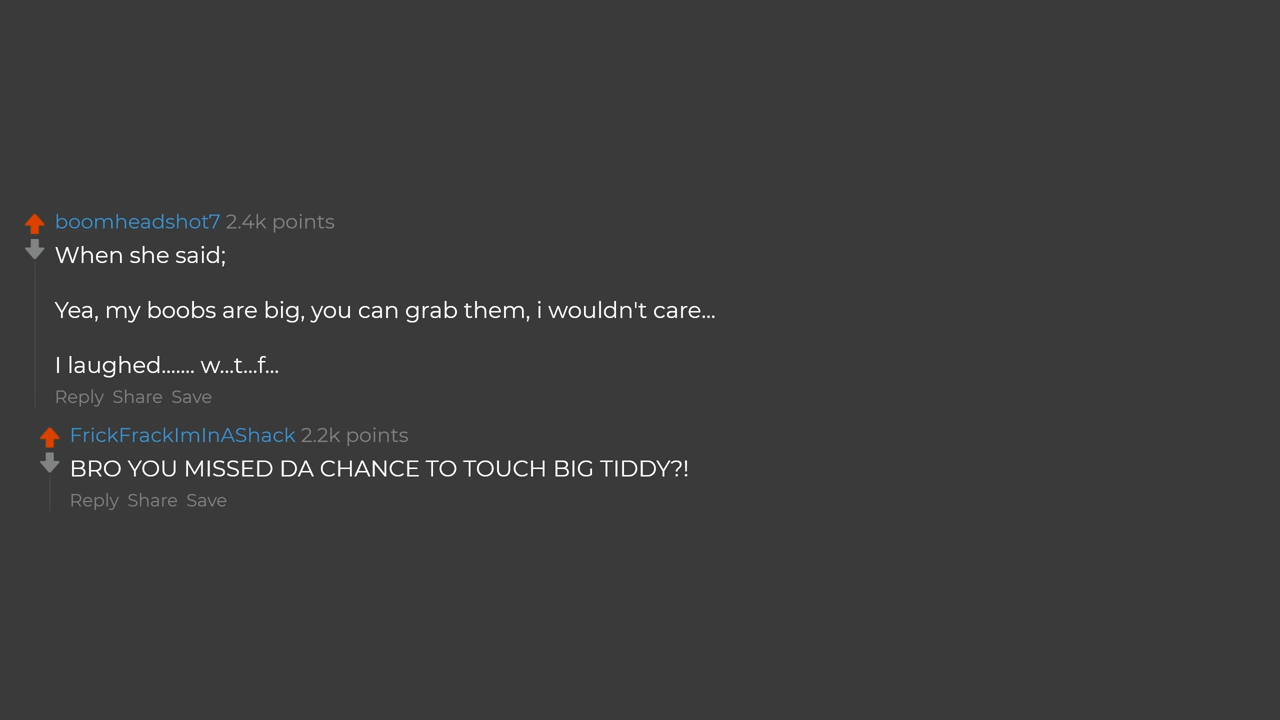 boomheadshot7 2.4k points
When she said;
Yea, my boobs are big, you can grab them, i wouldn't care...
I laughed....... w...t...f...
Reply Share Save
FrickFrackImInAShack 2.2k points
BRO YOU MISSED DA CHANCE TO TOUCH BIG TIDDY?!
Reply Share Save